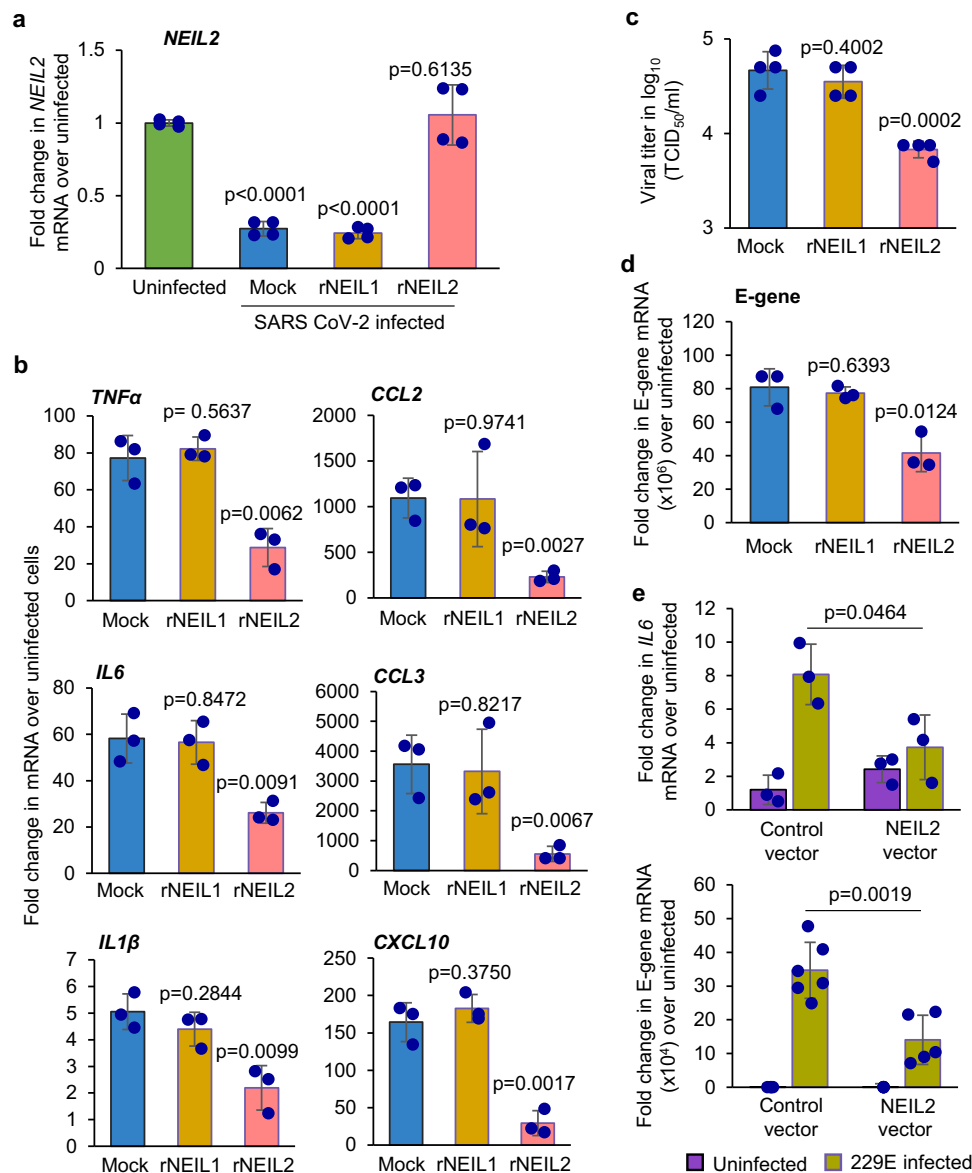 a
NEIL2
Fold change in NEIL2
mRNA over uninfected
1.5
1
0.5
0
p<0.0001
p<0.0001
p=0.6135
Uninfected
Mock
rNEIL1
rNEIL2
SARS CoV-2 infected
b
Fold change in mRNA over uninfected cells
TNFα
100
80
60
40
20
0
p= 0.5637
p=0.0062
Mock
rNEIL1
rNEIL2
CCL2
2000
1500
1000
500
0
p=0.9741
p=0.0027
Mock
rNEIL1
rNEIL2
IL6
80
60
40
20
0
p=0.8472
p=0.0091
Mock
rNEIL1
rNEIL2
CCL3
6000
5000
4000
3000
2000
1000
0
p=0.8217
p=0.0067
Mock
rNEIL1
rNEIL2
IL1β
7
6
5
4
3
2
1
0
p=0.2844
p=0.0099
Mock
rNEIL1
rNEIL2
CXCL10
250
200
150
100
50
0
p=0.3750
p=0.0017
Mock
rNEIL1
rNEIL2
c
Viral titer in log10
(TCID50/ml)
5
4
3
p=0.4002
p=0.0002
Mock
rNEIL1
rNEIL2
d
E-gene
Fold change in E-gene mRNA
(x10⁶) over uninfected
120
100
80
60
40
20
0
p=0.6393
p=0.0124
Mock
rNEIL1
rNEIL2
e
Fold change in IL6
mRNA over uninfected
12
10
8
6
4
2
0
p=0.0464
Control
vector
NEIL2
vector
Fold change in E-gene mRNA
(x10⁴) over uninfected
60
50
40
30
20
10
0
p=0.0019
Control
vector
NEIL2
vector
Uninfected
229E infected